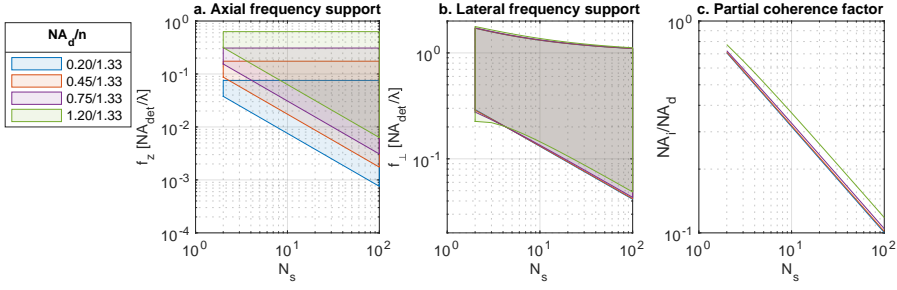 NA_d/n
0.20/1.33
0.45/1.33
0.75/1.33
1.20/1.33
a. Axial frequency support
f_z [NA_det/λ]
10^0
10^-1
10^-2
10^-3
10^-4
10^0 10^1 10^2
N_s
b. Lateral frequency support
f_⊥ [NA_det/λ]
10^0
10^-1
10^0 10^1 10^2
N_s
c. Partial coherence factor
NA_i/NA_d
10^0
10^-1
10^0 10^1 10^2
N_s